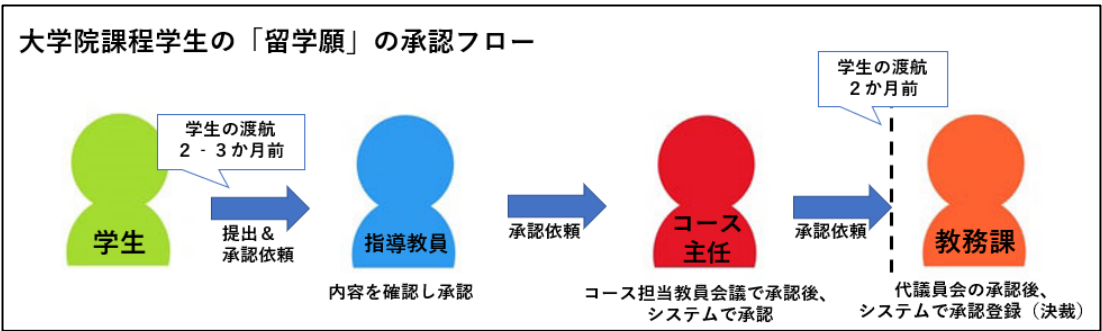 大学院課程学生の「留学願」の承認フロー
学生の渡航
2‐3か月前
学生の渡航
2か月前
学生
提出&
承認依頼
指導教員
承認依頼
コース
主任
承認依頼
教務課
内容を確認し承認
コース担当教員会議で承認後、
システムで承認
代議員会の承認後、
システムで承認登録（決裁）